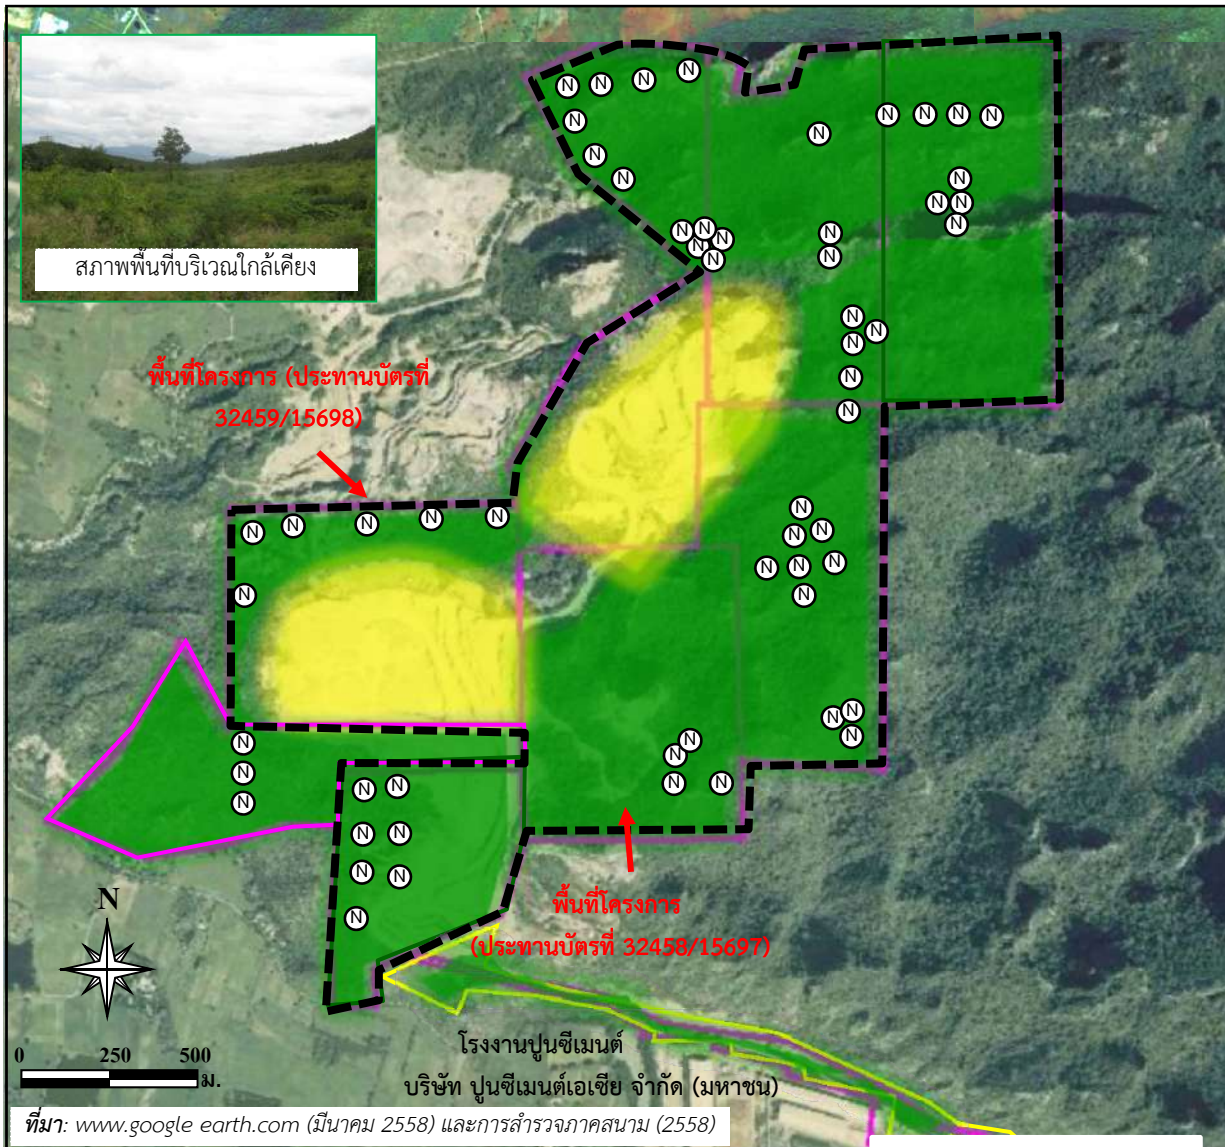 สภาพพื้นที่บริเวณใกล้เคียง
N N N N
N N N N N
N
N
N N
N N
N
N N N
N N N
N
N
N
N N
N
N
N
N
N N N
N N N N N
N N N
N
N
N N
N
N N
N
N
N N
N
N
N N
N N
N N
N N
N
พื้นที่โครงการ (ประทานบัตรที่
32459/15698)
พื้นที่โครงการ
(ประทานบัตรที่ 32458/15697)
N
โรงงานปูนซีเมนต์
บริษัท ปูนซีเมนต์เอเซีย จำกัด (มหาชน)
0 250 500
ม.
ที่มา: www.google earth.com (มีนาคม 2558) และการสำรวจภาคสนาม (2558)